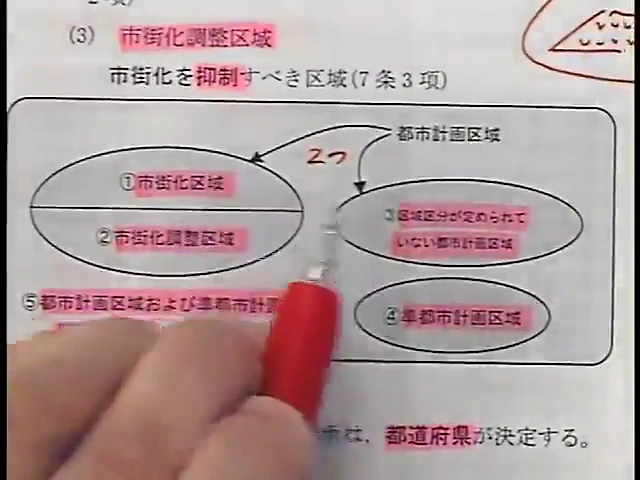 (3) 市街化調整区域
市街化を抑制すべき区域(7条3項)
都市計画区域
2つ
①市街化区域
②市街化調整区域
③区域区分が定められて
いない都市計画区域
④準都市計画区域
⑤都市計画区域および準都市計画
は，都道府県が決定する。